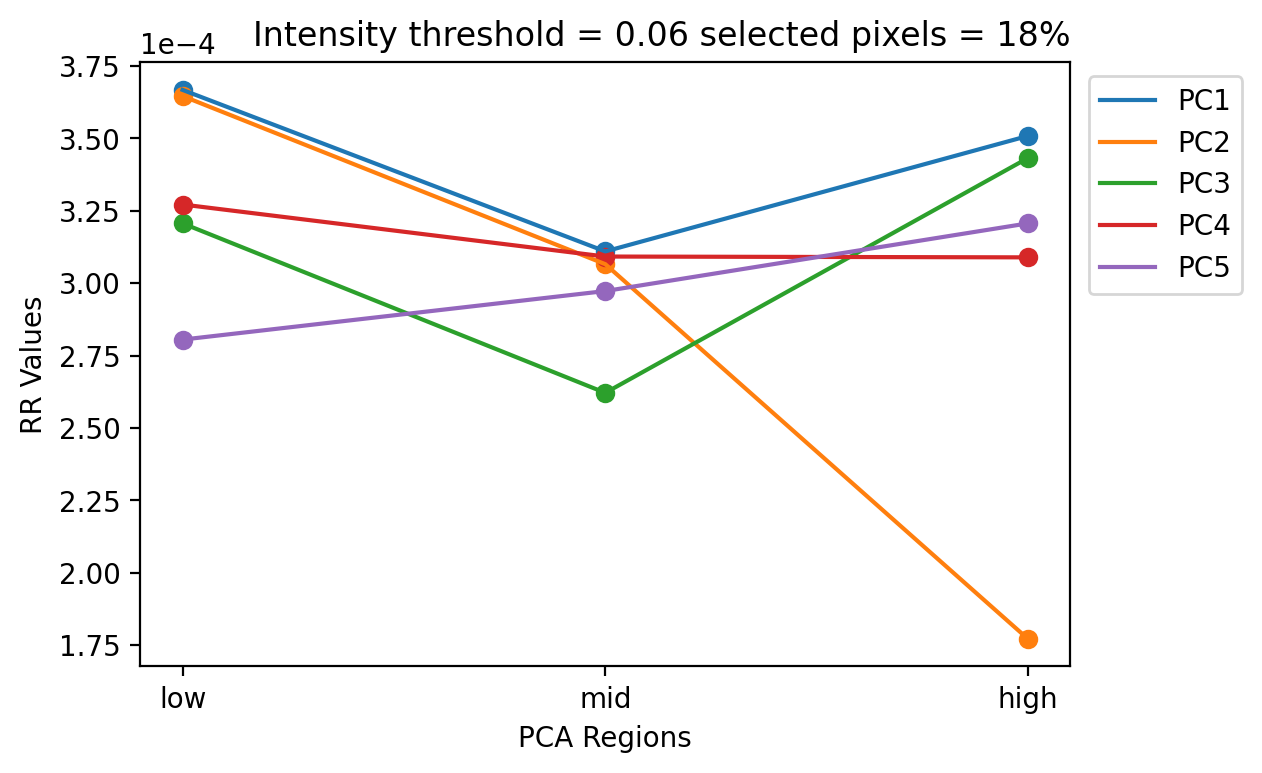 Intensity threshold = 0.06 selected pixels = 18%
1e−4
3.75
3.50
3.25
3.00
2.75
2.50
2.25
2.00
1.75
RR Values
low mid high
PCA Regions
PC1
PC2
PC3
PC4
PC5